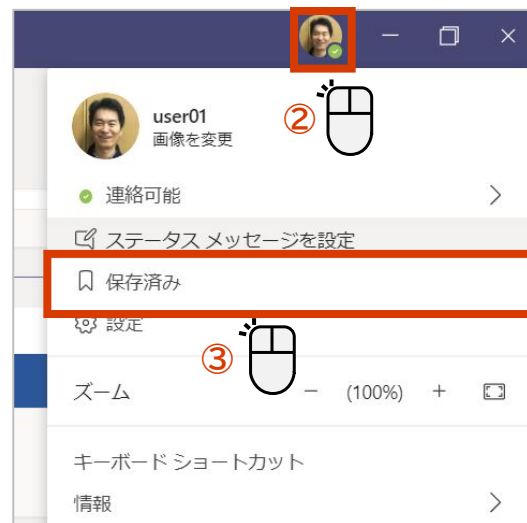 ②
user01
画像を変更
連絡可能
ステータス メッセージを設定
保存済み
設定
③
ズーム － (100%) +
キーボード ショートカット
情報